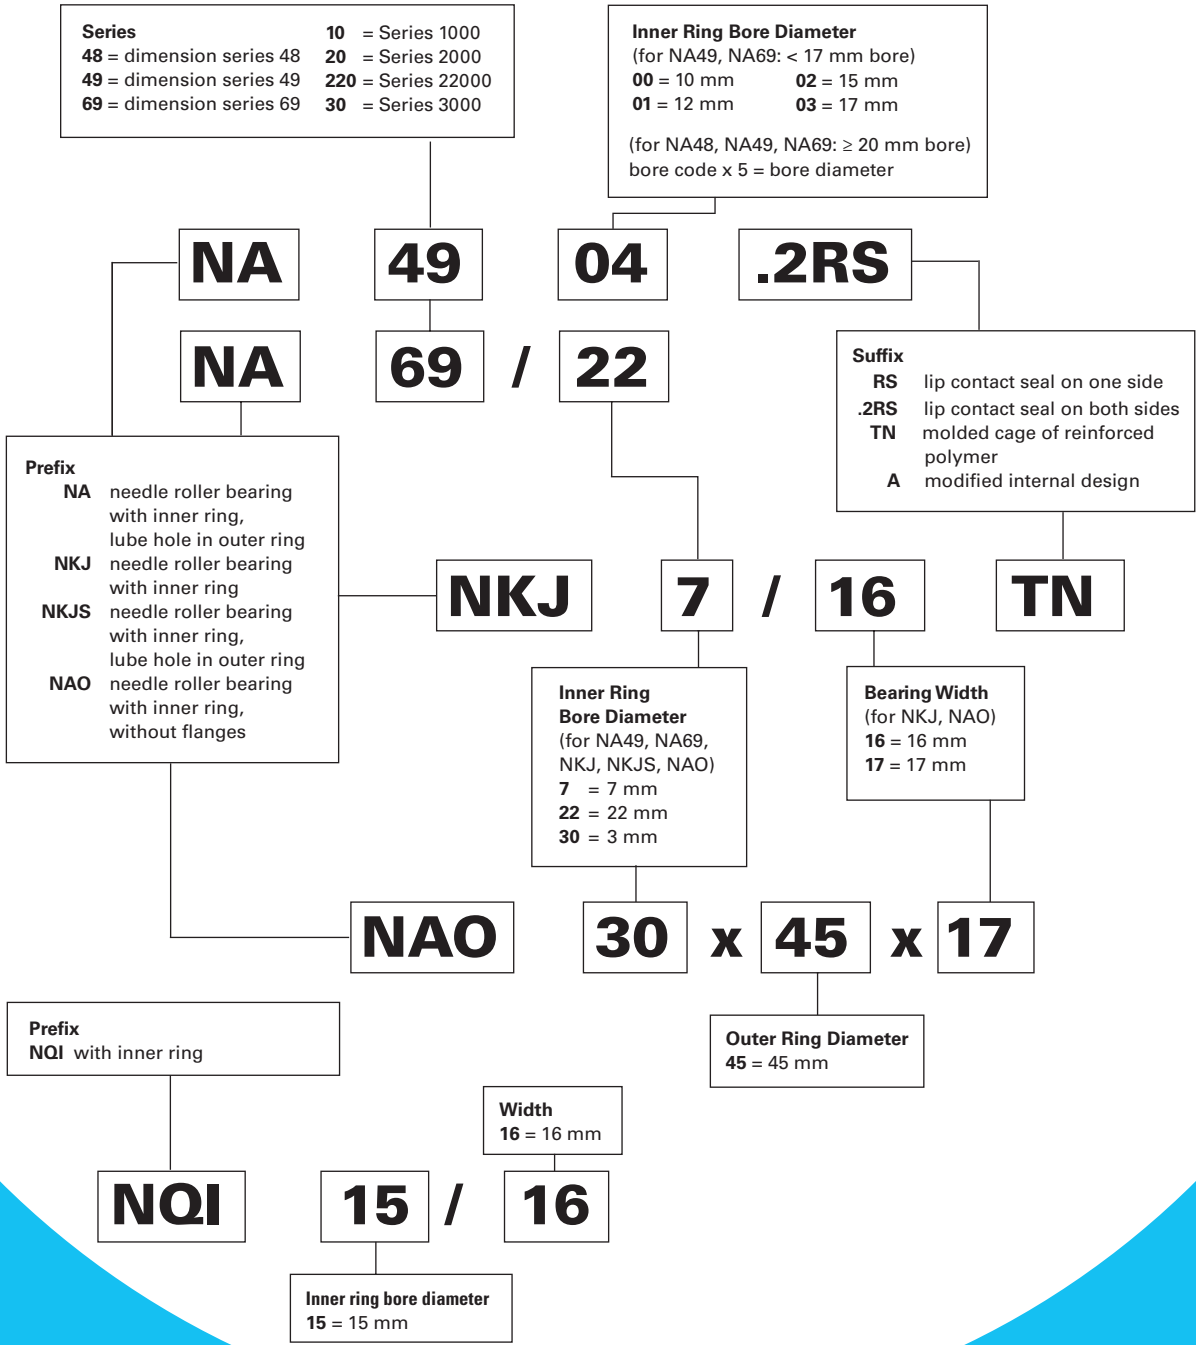 Series
48 = dimension series 48
49 = dimension series 49
69 = dimension series 69
10 = Series 1000
20 = Series 2000
220 = Series 22000
30 = Series 3000
Inner Ring Bore Diameter
(for NA49, NA69: < 17 mm bore)
00 = 10 mm 02 = 15 mm
01 = 12 mm 03 = 17 mm
(for NA48, NA49, NA69: ≥ 20 mm bore)
bore code x 5 = bore diameter
NA 49 04 .2RS
NA 69 / 22
Suffix
RS lip contact seal on one side
.2RS lip contact seal on both sides
TN molded cage of reinforced
polymer
A modified internal design
Prefix
NA needle roller bearing
with inner ring,
lube hole in outer ring
NKJ needle roller bearing
with inner ring
NKJS needle roller bearing
with inner ring,
lube hole in outer ring
NAO needle roller bearing
with inner ring,
without flanges
NKJ 7 / 16 TN
Inner Ring
Bore Diameter
(for NA49, NA69,
NKJ, NKJS, NAO)
7 = 7 mm
22 = 22 mm
30 = 3 mm
Bearing Width
(for NKJ, NAO)
16 = 16 mm
17 = 17 mm
NAO 30 x 45 x 17
Prefix
NQI with inner ring
Outer Ring Diameter
45 = 45 mm
Width
16 = 16 mm
NQI 15 / 16
Inner ring bore diameter
15 = 15 mm